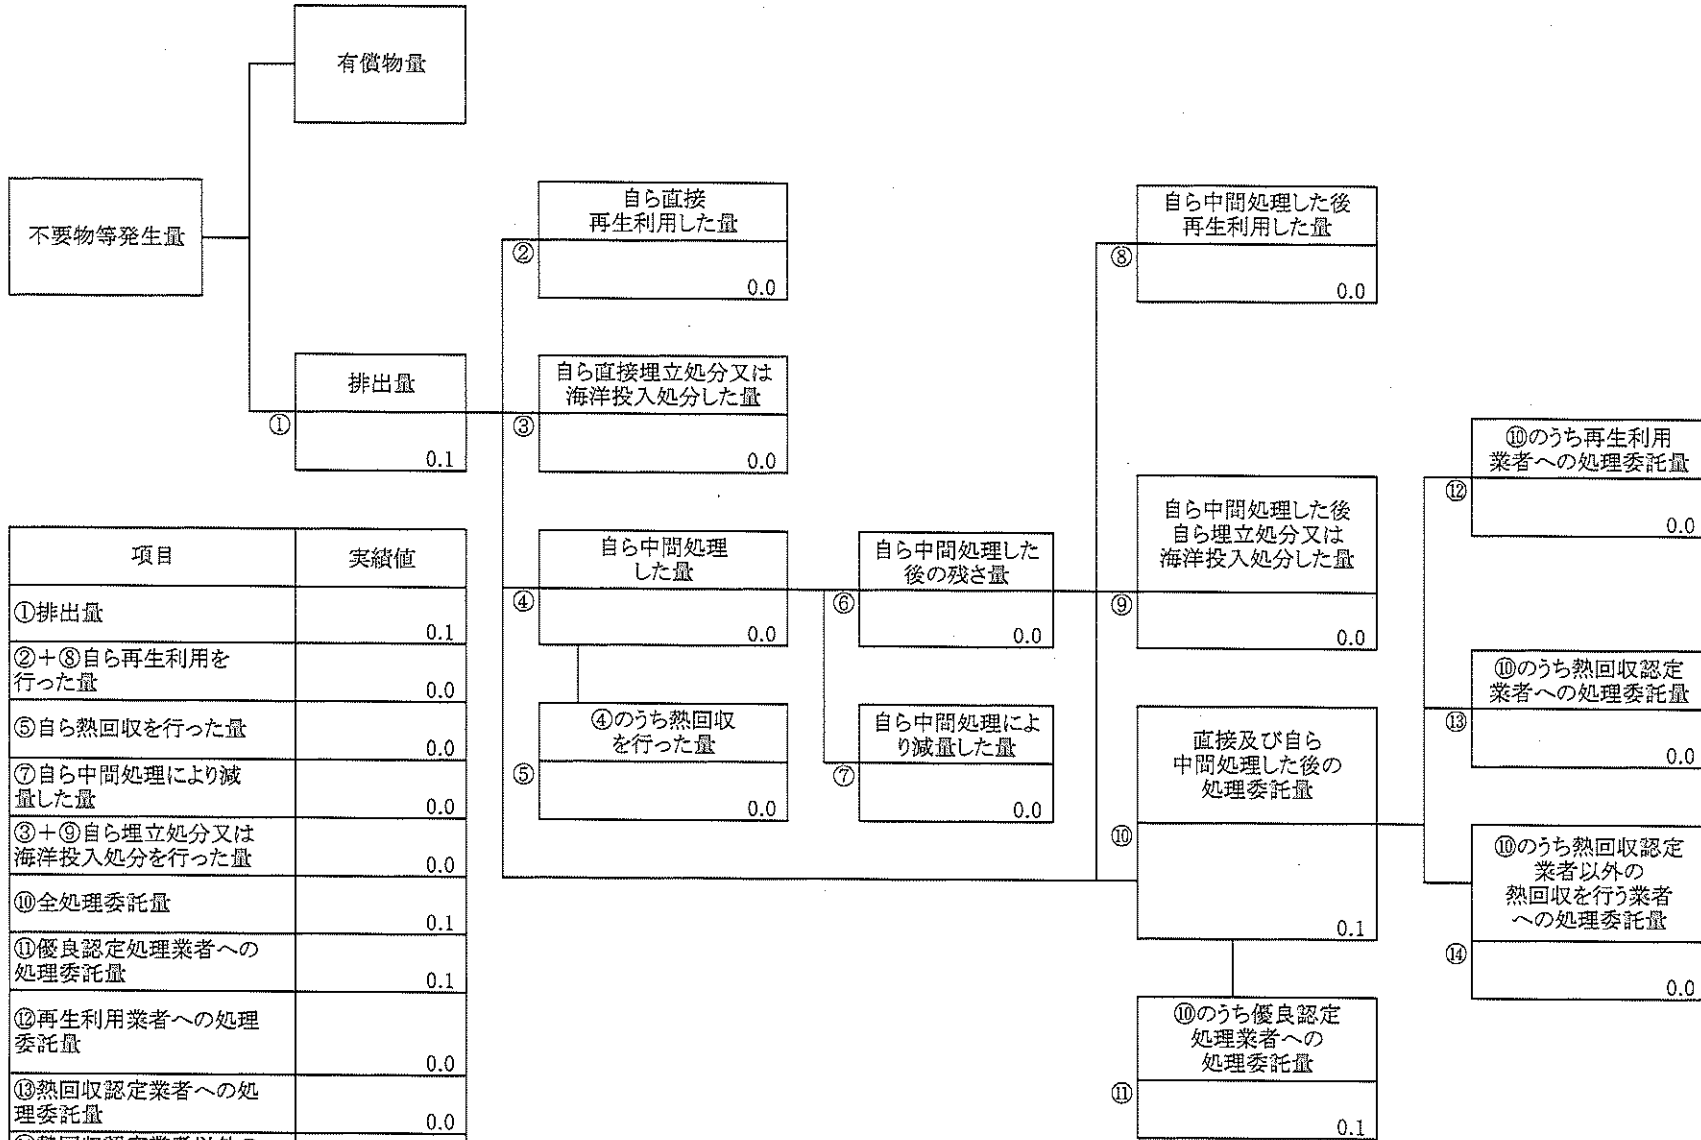 有償物量
不要物等発生量
排出量
①
0.1
自ら直接
再生利用した量
②
0.0
自ら直接埋立処分又は
海洋投入処分した量
③
0.0
自ら中間処理
した量
④
0.0
④のうち熱回収
を行った量
⑤
0.0
自ら中間処理した
後の残さ量
⑥
0.0
自ら中間処理によ
り減量した量
⑦
0.0
自ら中間処理した後
再生利用した量
⑧
0.0
自ら中間処理した後
自ら埋立処分又は
海洋投入処分した量
⑨
0.0
直接及び自ら
中間処理した後の
処理委託量
⑩
0.1
⑩のうち優良認定
処理業者への
処理委託量
⑪
0.1
⑩のうち再生利用
業者への処理委託量
⑫
0.0
⑩のうち熱回収認定
業者への処理委託量
⑬
0.0
⑩のうち熱回収認定
業者以外の
熱回収を行う業者
への処理委託量
⑭
0.0
項目 実績値
①排出量
0.1
②+⑧自ら再生利用を
行った量
0.0
⑤自ら熱回収を行った量
0.0
⑦自ら中間処理により減
量した量
0.0
③+⑨自ら埋立処分又は
海洋投入処分を行った量
0.0
⑩全処理委託量
0.1
⑪優良認定処理業者への
処理委託量
0.1
⑫再生利用業者への処理
委託量
0.0
⑬熱回収認定業者への処
理委託量
0.0